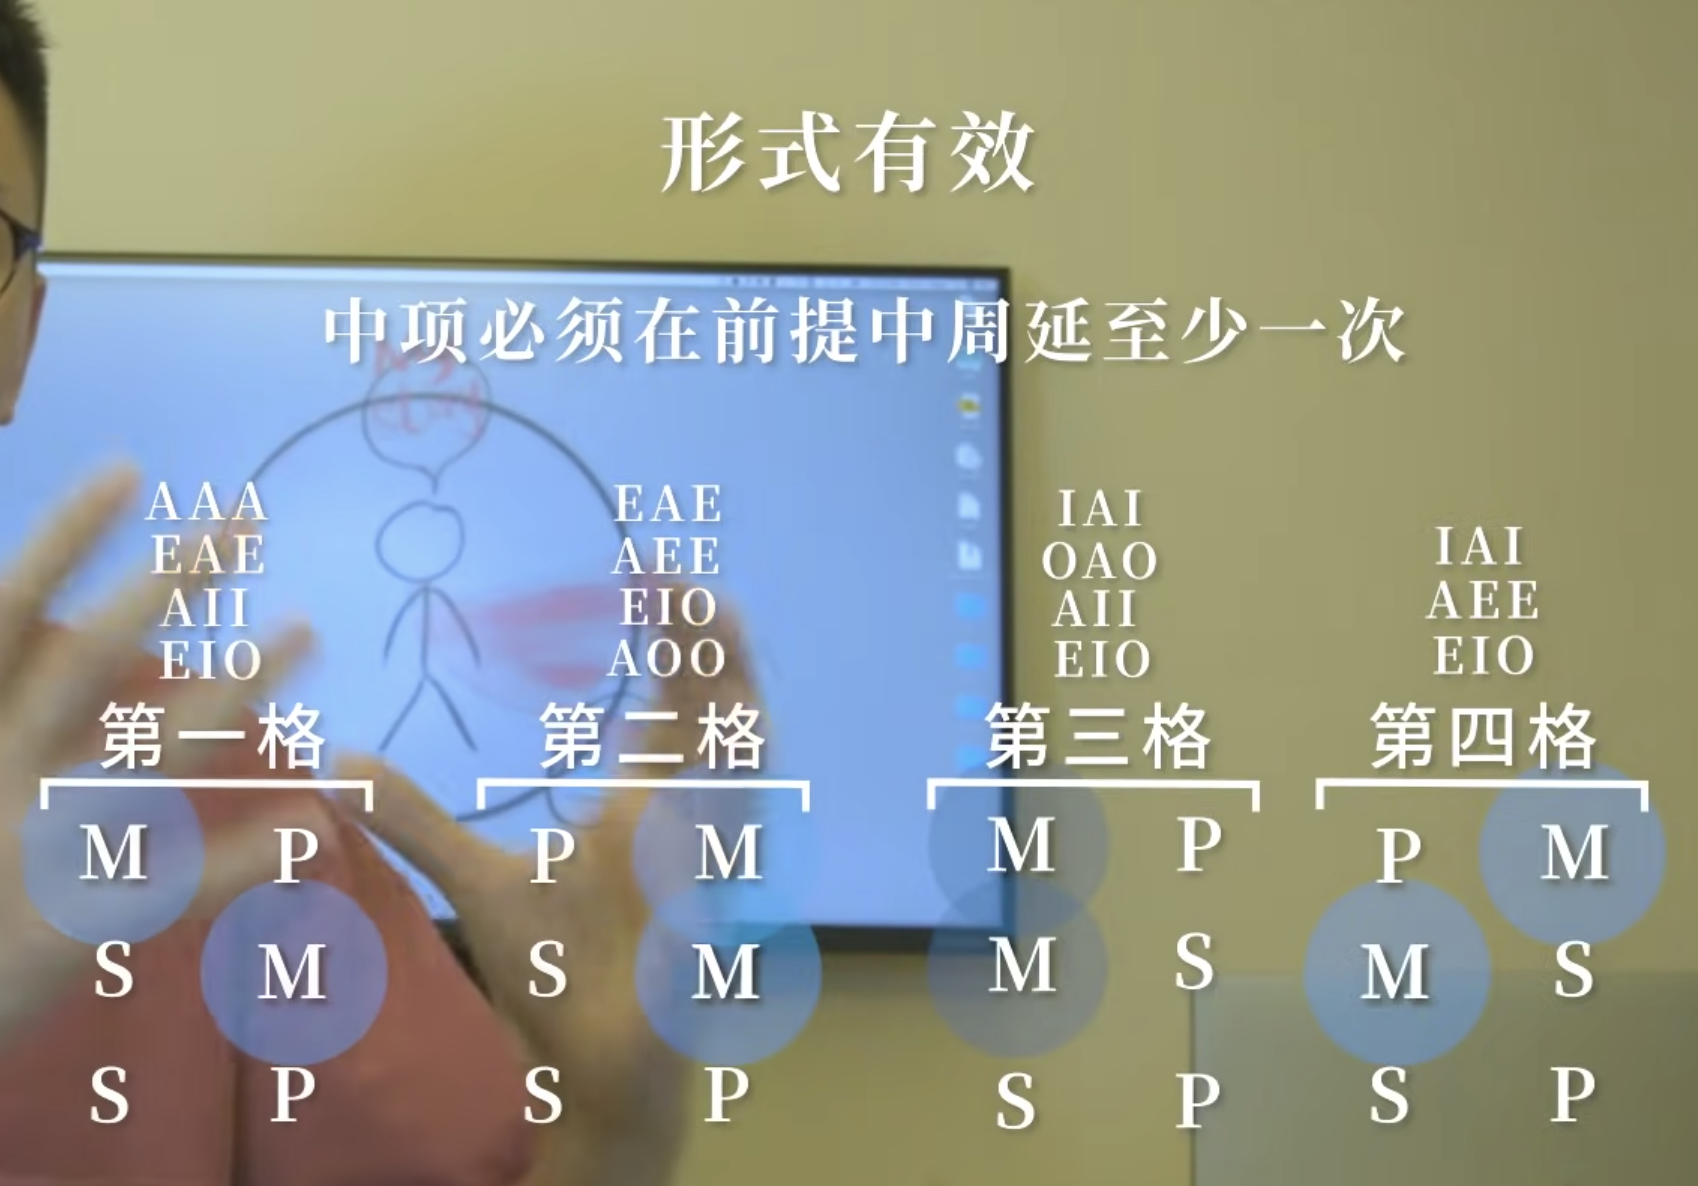 形式有效
中项必须在前提中周延至少一次
AAA
EAE
AII
EIO
第一格
M P
S M
S P
EAE
AEE
EIO
AOO
第二格
P M
S M
S P
IAI
OAO
AII
EIO
第三格
M P
M S
S P
IAI
AEE
EIO
第四格
P M
M S
S P